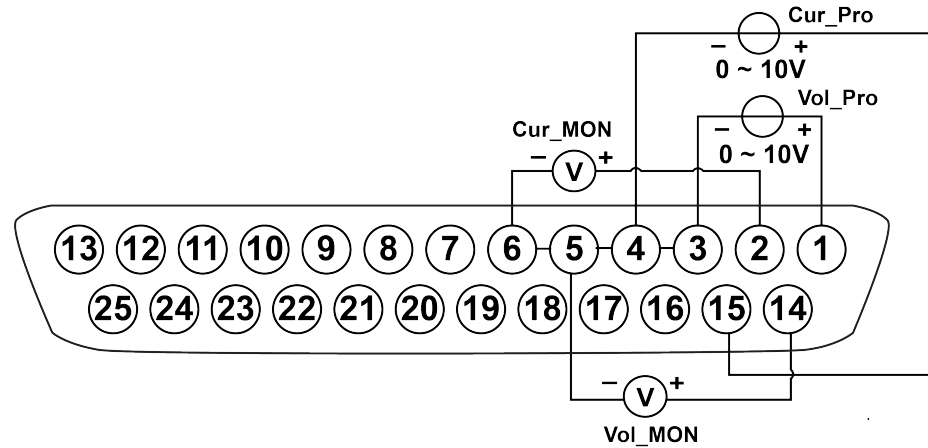 Cur_Pro
− +
0 ~ 10V
Vol_Pro
− +
0 ~ 10V
Cur_MON
− V +
13 12 11 10 9 8 7 6 5 4 3 2 1
25 24 23 22 21 20 19 18 17 16 15 14
− V +
Vol_MON